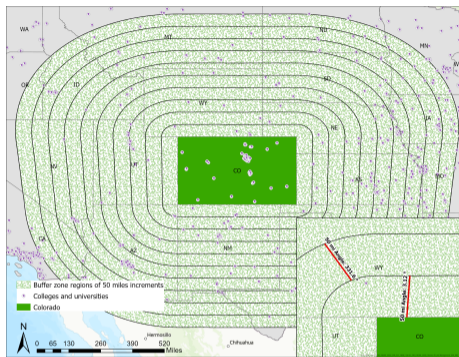 WA
MT
ND
MN
OR
ID
SD
WY
IA
NE
NV
UT
CO
KS
MO
CA
AZ
NM
Buffer zone regions of 50 miles increments
Colleges and universities
Colorado
N
0 65 130 260 390 520
Miles
Hermosillo
Chihuahua
WY
UT
CO